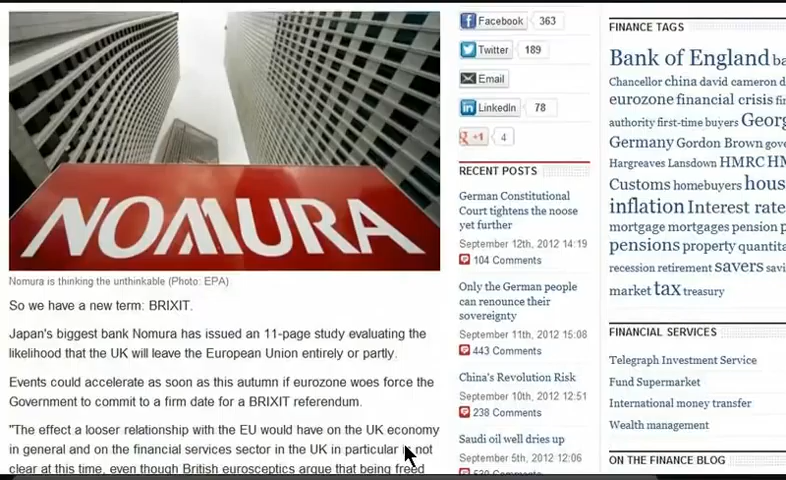 NOMURA
Nomura is thinking the unthinkable (Photo: EPA)
So we have a new term: BRIXIT.
Japan's biggest bank Nomura has issued an 11-page study evaluating the
likelihood that the UK will leave the European Union entirely or partly.
Events could accelerate as soon as this autumn if eurozone woes force the
Government to commit to a firm date for a BRIXIT referendum.
"The effect a looser relationship with the EU would have on the UK economy
in general and on the financial services sector in the UK in particular is not
clear at this time, even though British eurosceptics argue that being freed
Facebook 363
Twitter 189
Email
LinkedIn 78
+1 4
RECENT POSTS
German Constitutional
Court tightens the noose
yet further
September 12th, 2012 14:19
104 Comments
Only the German people
can renounce their
sovereignty
September 11th, 2012 15:08
443 Comments
China's Revolution Risk
September 10th, 2012 12:51
238 Comments
Saudi oil well dries up
September 5th, 2012 12:06
530 Comments
FINANCE TAGS
Bank of England
Chancellor china david cameron
eurozone financial crisis
authority first-time buyers
Germany Gordon Brown
Hargreaves Lansdown HMRC
Customs homebuyers
inflation Interest
mortgage mortgages pension
pensions property
recession retirement savers
market tax treasury
FINANCIAL SERVICES
Telegraph Investment Service
Fund Supermarket
International money transfer
Wealth management
ON THE FINANCE BLOG